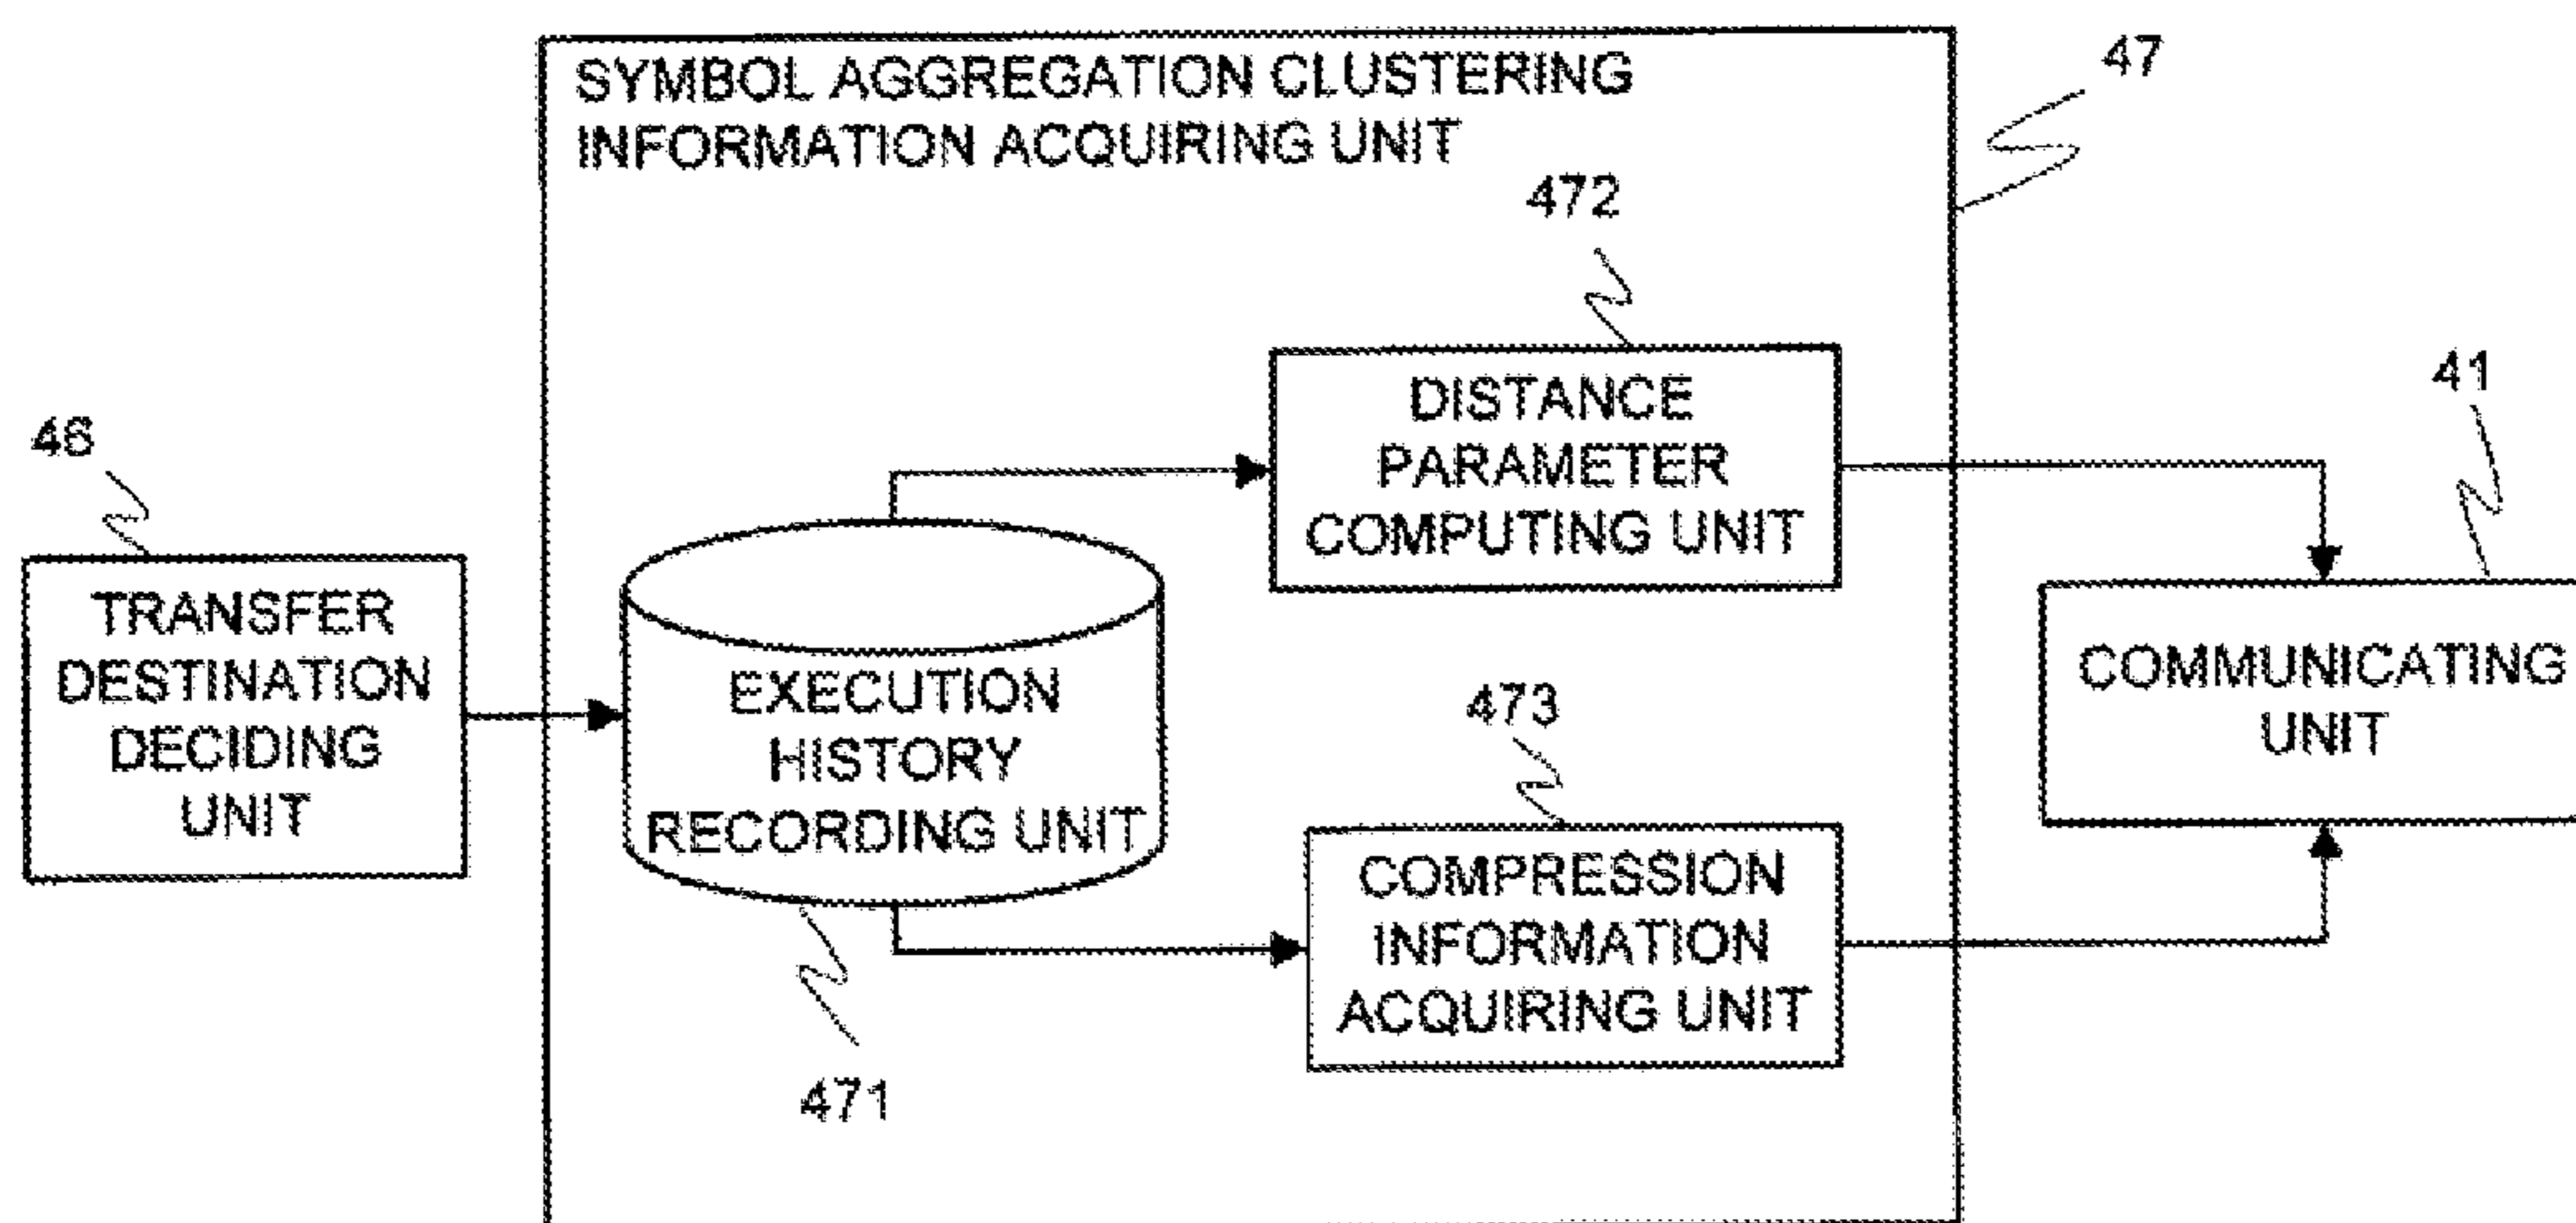 SYMBOL AGGREGATION CLUSTERING
INFORMATION ACQUIRING UNIT
47
472
DISTANCE
PARAMETER
COMPUTING UNIT
41
46
TRANSFER
DESTINATION
DECIDING
UNIT
EXECUTION
HISTORY
RECORDING UNIT
471
473
COMPRESSION
INFORMATION
ACQUIRING UNIT
COMMUNICATING
UNIT